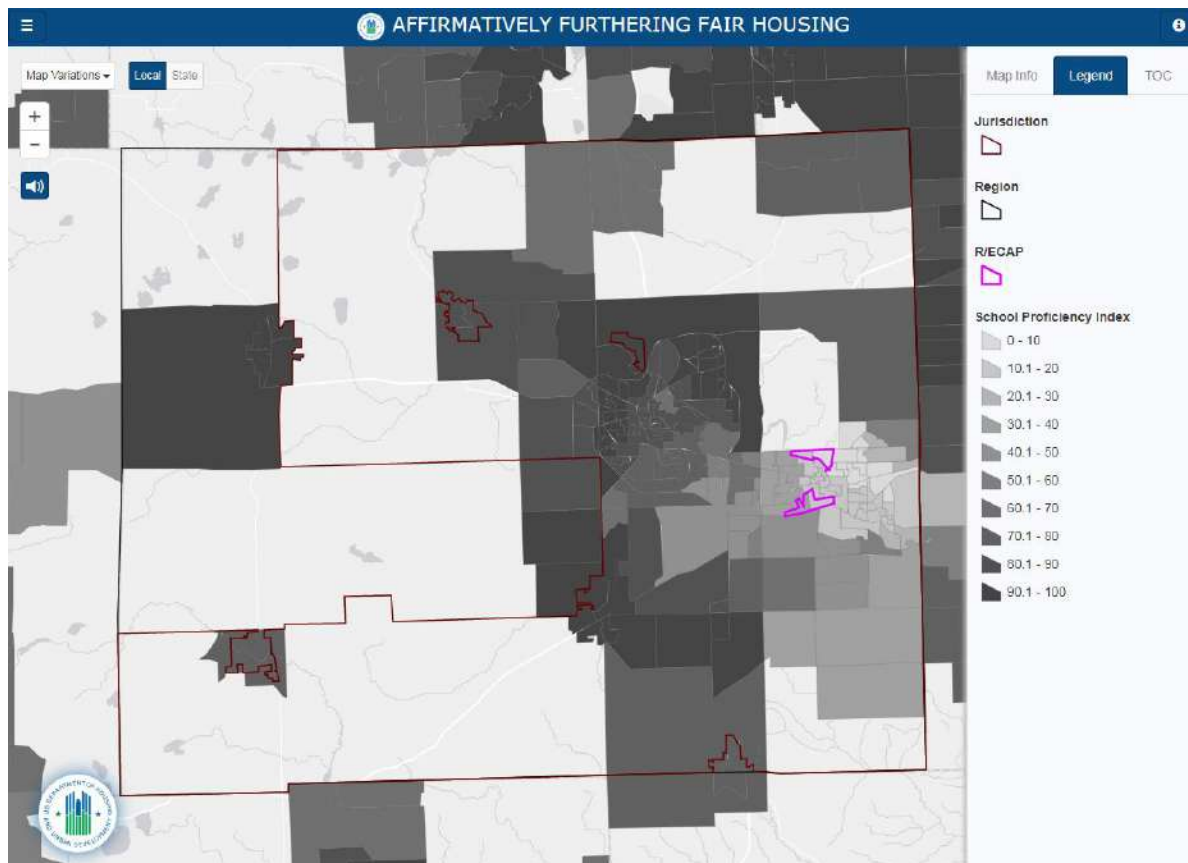 AFFIRMATIVELY FURTHERING FAIR HOUSING
Map Variations
Local State
+
−
Map Info Legend TOC
Jurisdiction
Region
R/ECAP
School Proficiency Index
0 - 10
10.1 - 20
20.1 - 30
30.1 - 40
40.1 - 50
50.1 - 60
60.1 - 70
70.1 - 80
80.1 - 90
90.1 - 100